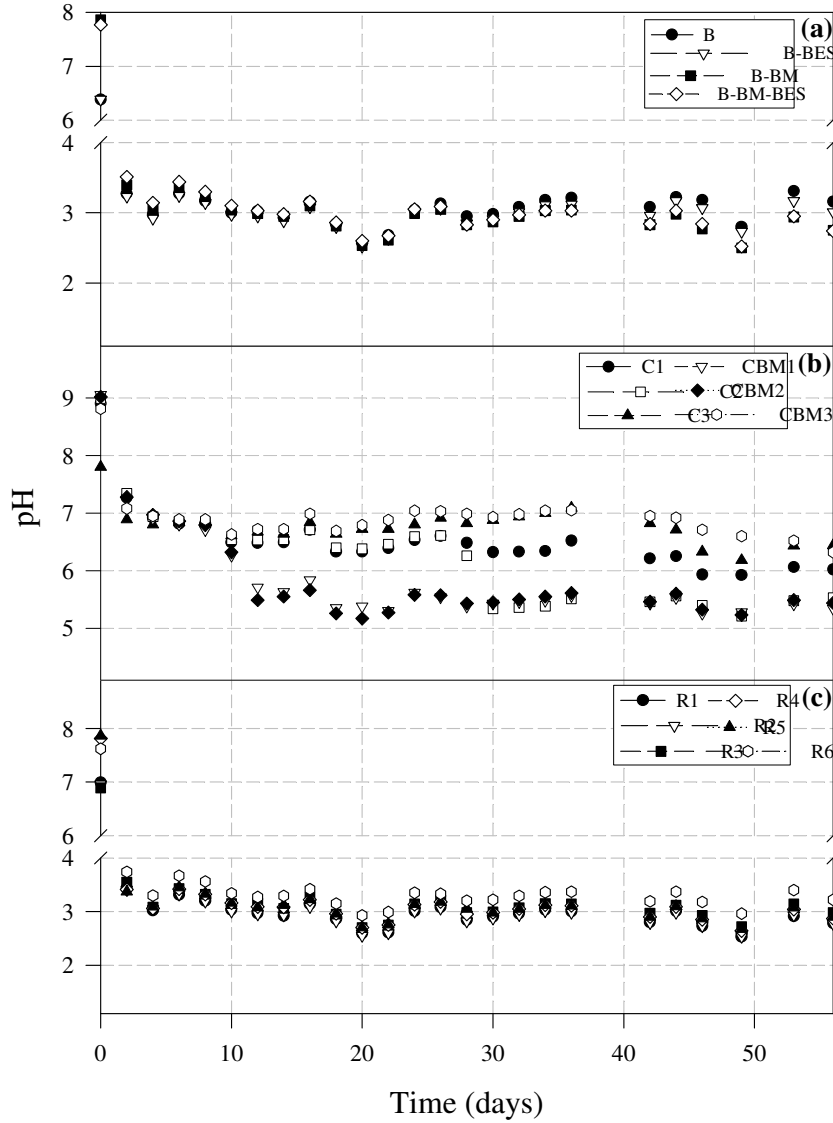 8
(a)
B
B-BES
7
B-BM
B-BM-BES
6
4
3
2
(b)
C1
CBM1
9
C2
CBM2
C3
CBM3
8
7
pH
6
5
(c)
R1
R4
8
R2
R5
R3
R6
7
6
4
3
2
0
10
20
30
40
50
Time (days)